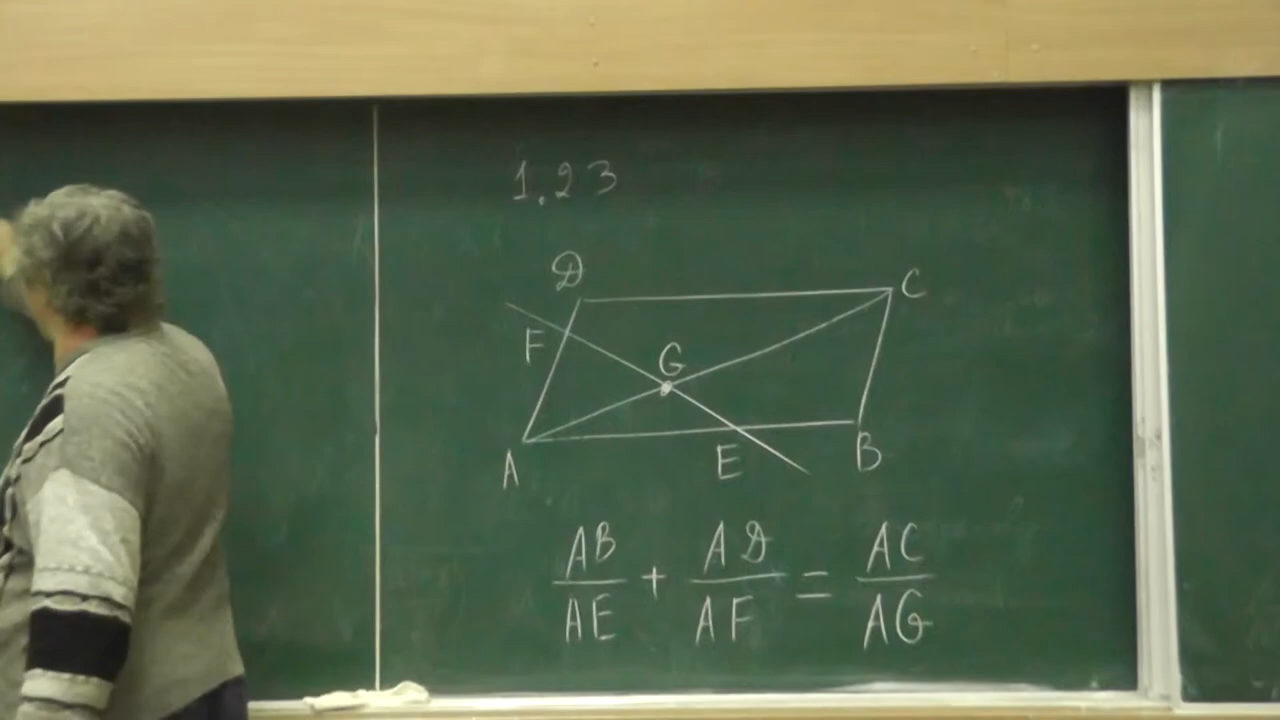 1.23
D C
F G
A E B
AB/AE + AD/AF = AC/AG